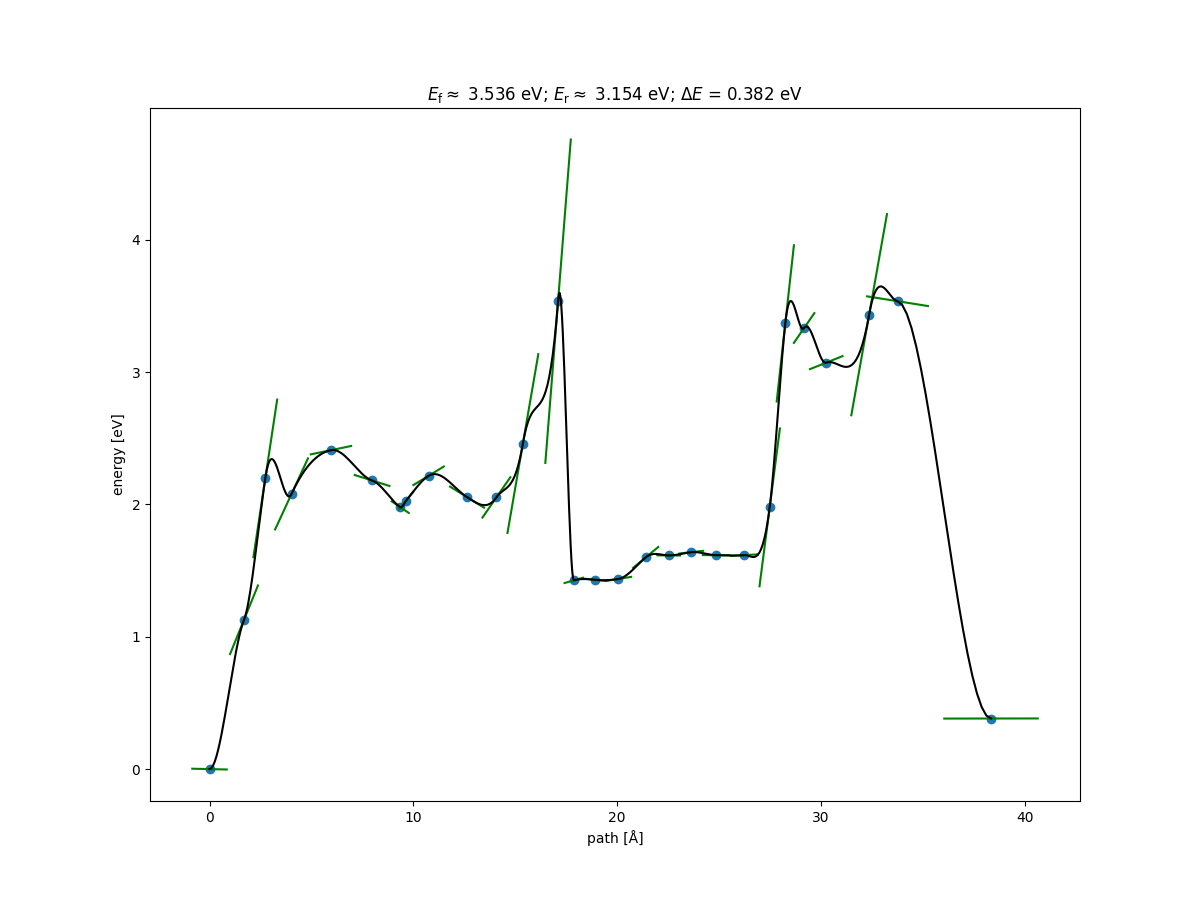 E_f ≈ 3.536 eV; E_r ≈ 3.154 eV; ΔE = 0.382 eV
4
3
2
1
0
energy [eV]
0 10 20 30 40
path [Å]